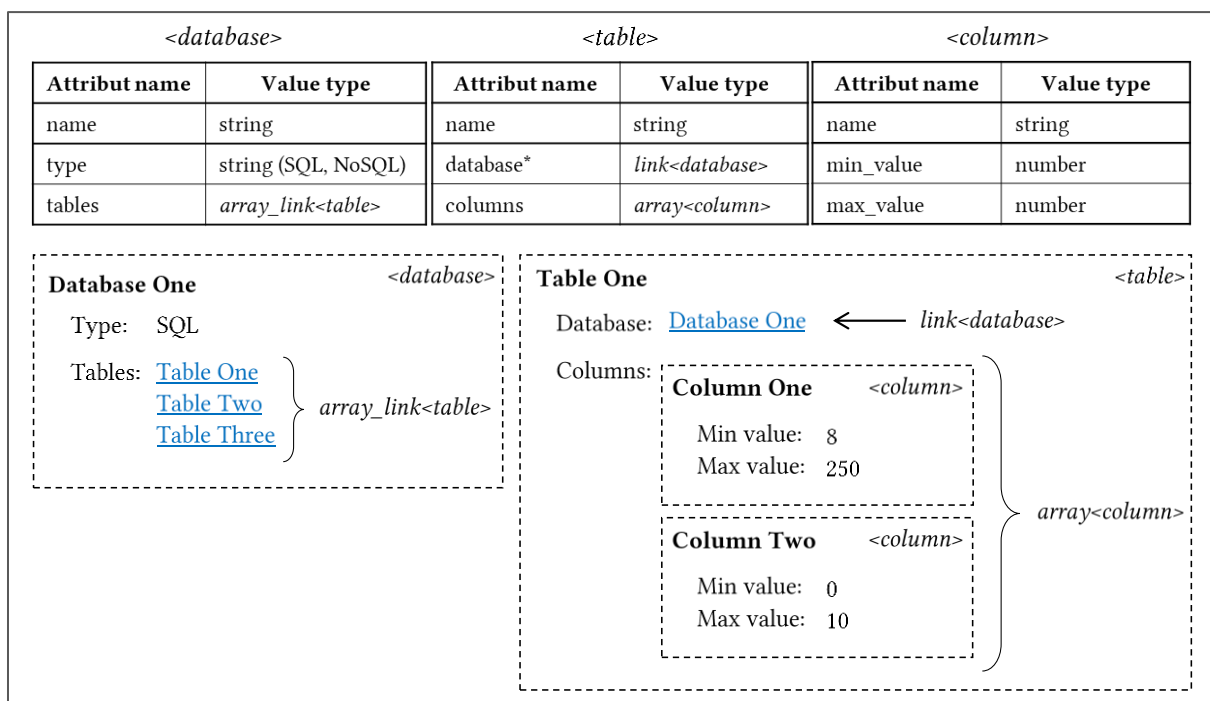 <database>
Attribut name Value type
name string
type string (SQL, NoSQL)
tables array_link<table>
<table>
Attribut name Value type
name string
database* link<database>
columns array<column>
<column>
Attribut name Value type
name string
min_value number
max_value number
Database One <database>
Type: SQL
Tables: Table One
Table Two
Table Three
array_link<table>
Table One <table>
Database: Database One link<database>
Columns:
Column One <column>
Min value: 8
Max value: 250
Column Two <column>
Min value: 0
Max value: 10
array<column>